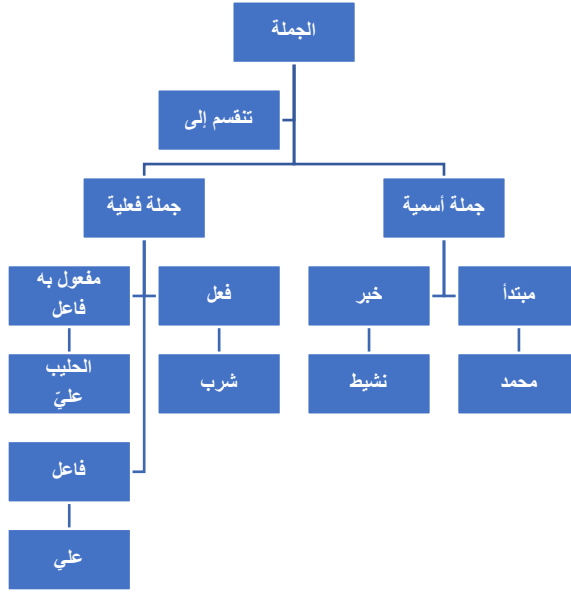 الجملة
تنقسم إلى
جملة أسمية
جملة فعلية
مبتدأ
خبر
فعل
مفعول به
فاعل
محمد
نشيط
شرب
الحليب
عليّ
فاعل
علي